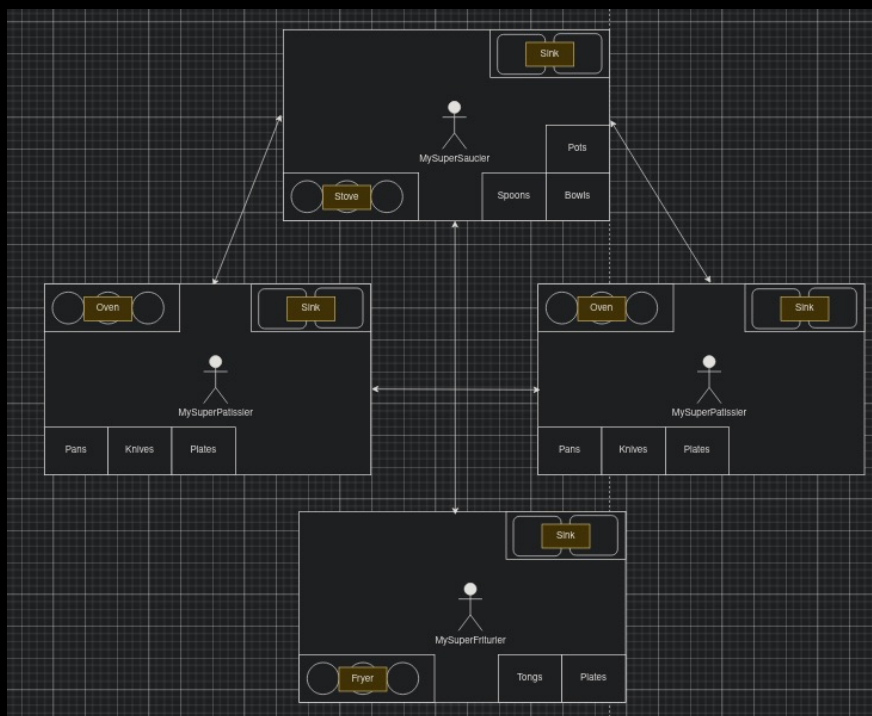 Sink
MySuperSaucier
Pots
Stove
Spoons
Bowls
Oven
Sink
Oven
Sink
MySuperPatissier
MySuperPatissier
Pans
Knives
Plates
Pans
Knives
Plates
Sink
MySuperFriturier
Fryer
Tongs
Plates